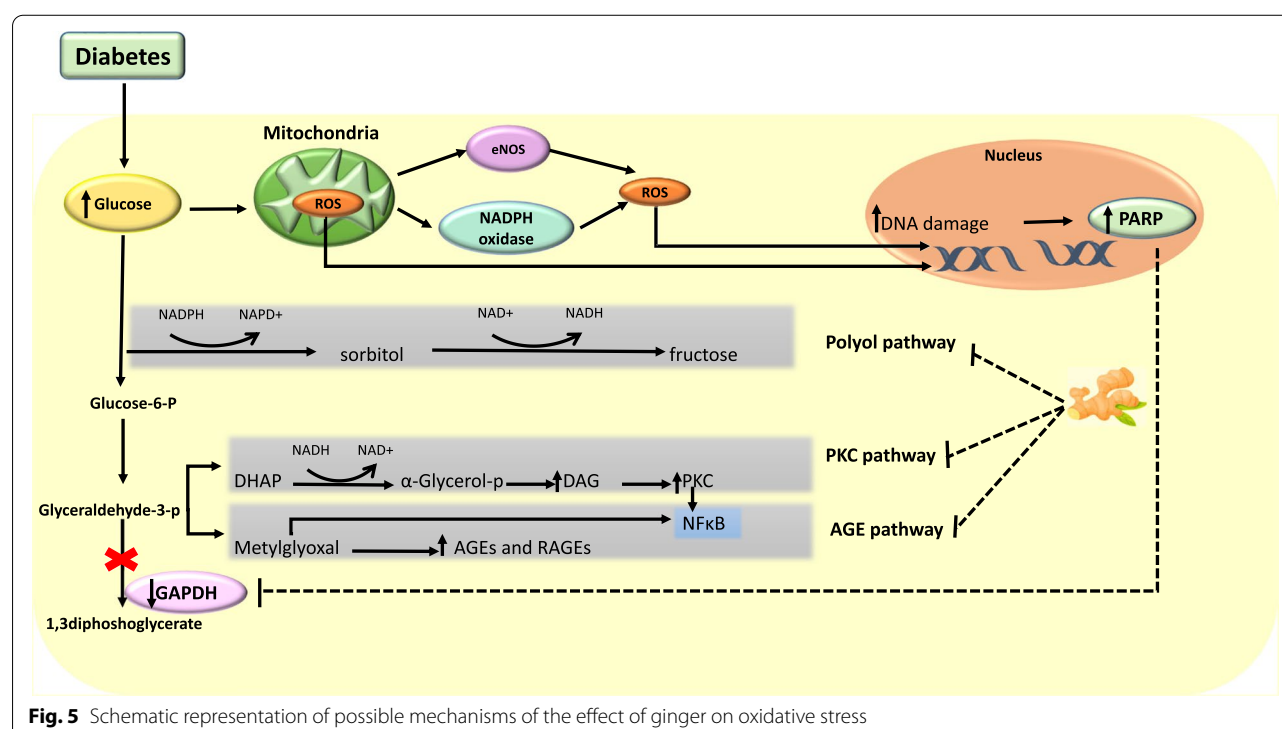 Diabetes
Mitochondria
eNOS
Nucleus
Glucose
ROS
NADPH
oxidase
ROS
DNA damage
PARP
NADPH
NAPD+
NAD+
NADH
sorbitol
fructose
Polyol pathway
Glucose-6-P
NADH
NAD+
DHAP
α-Glycerol-p
DAG
PKC
PKC pathway
Glyceraldehyde-3-p
NFκB
AGE pathway
Metylglyoxal
AGEs and RAGEs
GAPDH
1,3diphoshoglycerate
Fig. 5 Schematic representation of possible mechanisms of the effect of ginger on oxidative stress